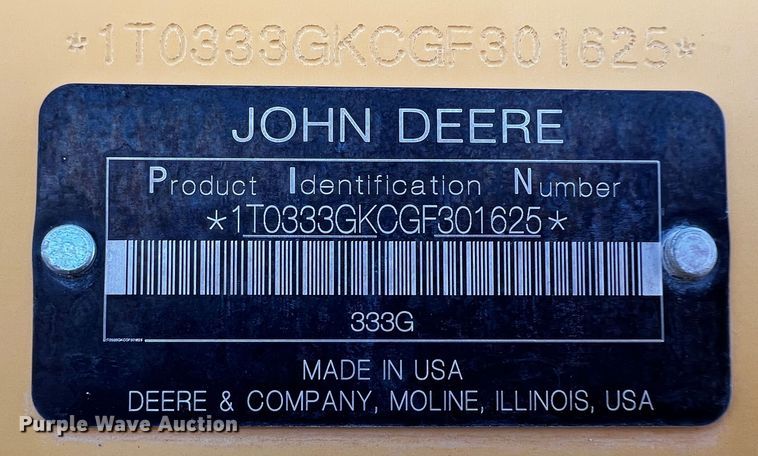 *1T0333GKCGF301625*
JOHN DEERE
Product Identification Number
*1T0333GKCGF301625*
333G
1T0333GKCGF301625
MADE IN USA
DEERE & COMPANY, MOLINE, ILLINOIS, USA
Purple Wave Auction